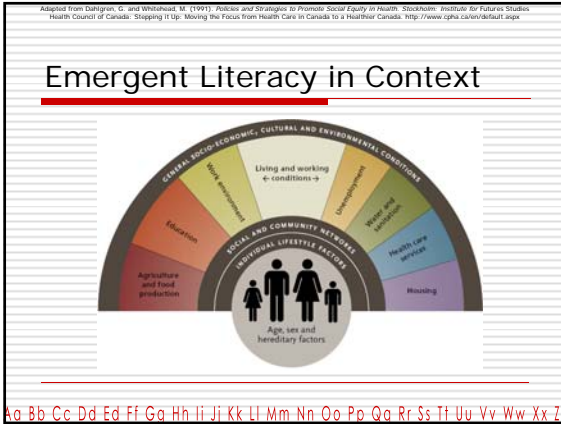 Adapted from Dahlgren, G. and Whitehead, M. (1991). Policies and Strategies to Promote Social Equity in Health. Stockholm: Institute for Futures Studies
Health Council of Canada: Stepping it Up: Moving the Focus from Health Care in Canada to a Healthier Canada. http://www.cpha.ca/en/default.aspx
Emergent Literacy in Context
GENERAL SOCIO-ECONOMIC, CULTURAL AND ENVIRONMENTAL CONDITIONS
Agriculture
and food
production
Education
Work environment
Living and working
← conditions →
Unemployment
Water and
sanitation
Health care
services
Housing
SOCIAL AND COMMUNITY NETWORKS
INDIVIDUAL LIFESTYLE FACTORS
Age, sex and
hereditary factors
Aa Bb Cc Dd Ed Ff Gg Hh Ii Jj Kk Ll Mm Nn Oo Pp Qq Rr Ss Tt Uu Vv Ww Xx Z